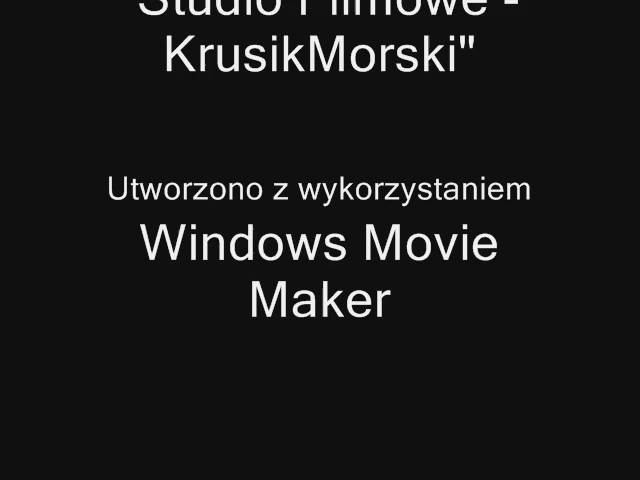 Studio Filmowe -
KrusikMorski"
Utworzono z wykorzystaniem
Windows Movie
Maker